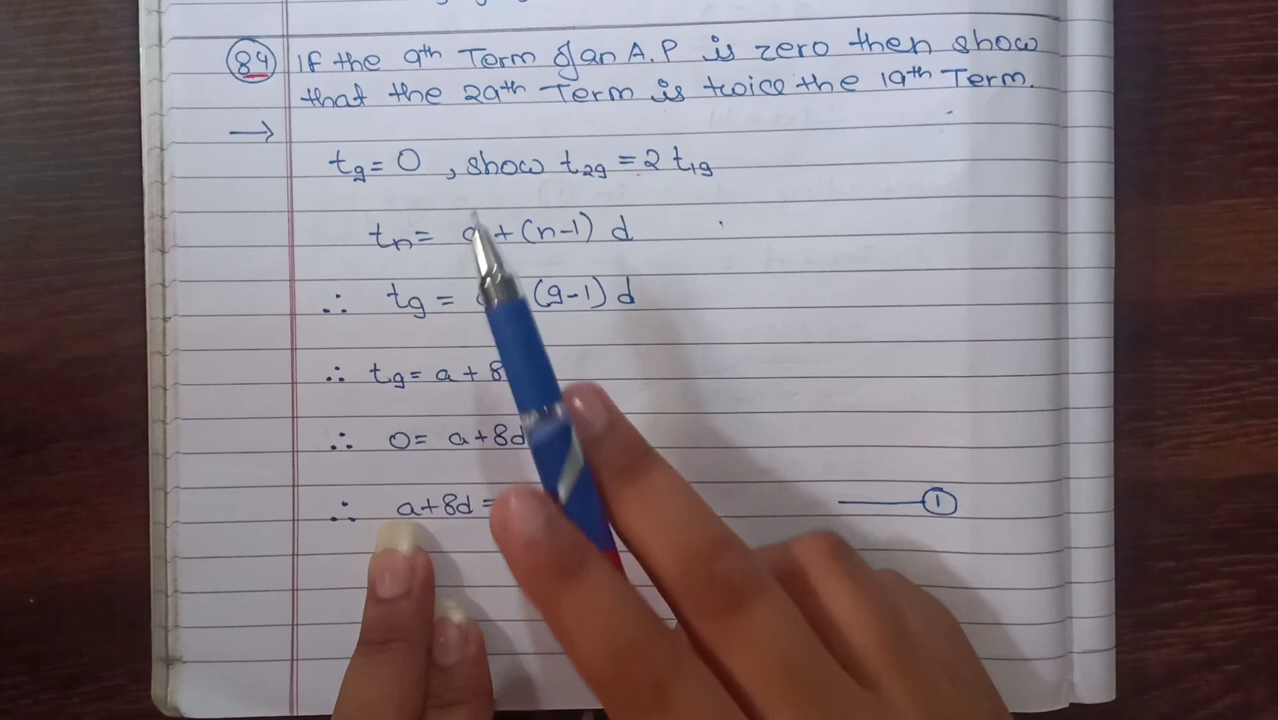 84 If the 9th Term of an A.P is zero then show
that the 29th Term is twice the 19th Term.
→
t9 = 0 , show t29 = 2 t19
tn = a + (n-1) d
∴ t9 = (9-1) d
∴ t9 = a + 8
∴ 0 = a+8d
∴ a+8d = ——— 1